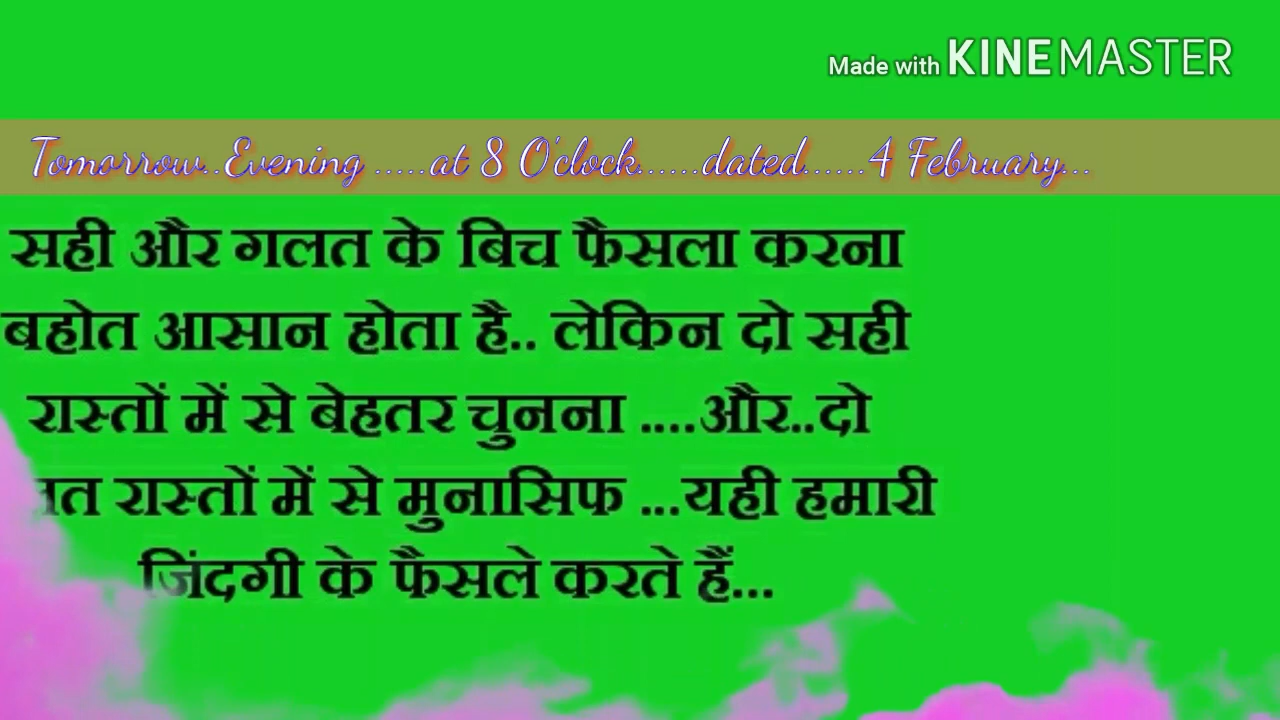 Made with KINEMASTER
Tomorrow..Evening .....at 8 O'clock......dated......4 February...
सही और गलत के बिच फैसला करना
बहोत आसान होता है.. लेकिन दो सही
रास्तों में से बेहतर चुनना ....और..दो
रास्तों में से मुनासिफ ...यही हमारी
जिंदगी के फैसले करते हैं...